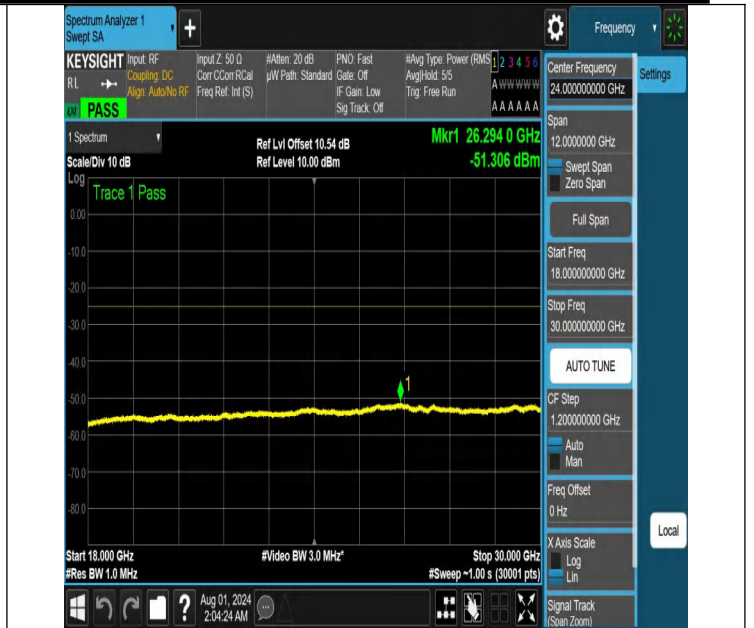 Spectrum Analyzer 1
Swept SA
+
Frequency
KEYSIGHT
RL
PASS
Input: RF
Coupling: DC
Align: Auto/No RF
Input Z: 50 Ω
Corr CCorr RCal
Freq Ref: Int (S)
#Atten: 20 dB
µW Path: Standard
PNO: Fast
Gate: Off
IF Gain: Low
Sig Track: Off
#Avg Type: Power (RMS
Avg|Hold: 5/5
Trig: Free Run
1 2 3 4 5 6
A W W W W W
A A A A A A
1 Spectrum
Scale/Div 10 dB
Ref Lvl Offset 10.54 dB
Ref Level 10.00 dBm
Mkr1 26.294 0 GHz
-51.306 dBm
Log
Trace 1 Pass
0.00
-10.0
-20.0
-30.0
-40.0
-50.0
-60.0
-70.0
-80.0
1
Start 18.000 GHz
#Res BW 1.0 MHz
#Video BW 3.0 MHz*
Stop 30.000 GHz
#Sweep ~1.00 s (30001 pts)
Center Frequency
24.000000000 GHz
Settings
Span
12.0000000 GHz
Swept Span
Zero Span
Full Span
Start Freq
18.000000000 GHz
Stop Freq
30.000000000 GHz
AUTO TUNE
CF Step
1.200000000 GHz
Auto
Man
Freq Offset
0 Hz
X Axis Scale
Log
Lin
Local
Signal Track
(Span Zoom)
?
Aug 01, 2024
2:04:24 AM